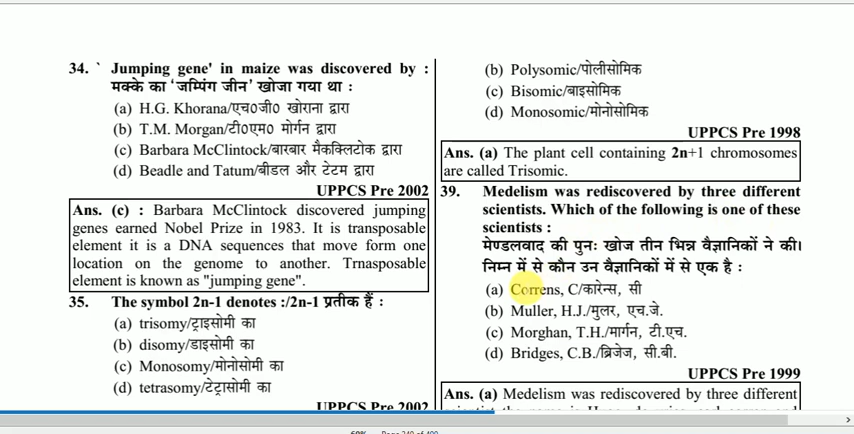 34. ` Jumping gene' in maize was discovered by :
मक्के का 'जम्पिंग जीन' खोजा गया था :
(a) H.G. Khorana/एच0जी0 खोराना द्वारा
(b) T.M. Morgan/टी0एम0 मोर्गन द्वारा
(c) Barbara McClintock/बारबार मैकक्लिटोक द्वारा
(d) Beadle and Tatum/बीडल और टेटम द्वारा
UPPCS Pre 2002
Ans. (c) : Barbara McClintock discovered jumping
genes earned Nobel Prize in 1983. It is transposable
element it is a DNA sequences that move form one
location on the genome to another. Trnasposable
element is known as "jumping gene".
35. The symbol 2n-1 denotes :/2n-1 प्रतीक हैं :
(a) trisomy/ट्राइसोमी का
(b) disomy/डाइसोमी का
(c) Monosomy/मोनोसोमी का
(d) tetrasomy/टेट्रासोमी का
UPPCS Pre 2002
(b) Polysomic/पोलीसोमिक
(c) Bisomic/बाइसोमिक
(d) Monosomic/मोनोसोमिक
UPPCS Pre 1998
Ans. (a) The plant cell containing 2n+1 chromosomes
are called Trisomic.
39. Medelism was rediscovered by three different
scientists. Which of the following is one of these
scientists :
मेण्डलवाद की पुनः खोज तीन भिन्न वैज्ञानिकों ने की।
निम्न में से कौन उन वैज्ञानिकों में से एक है :
(a) Correns, C/कारेन्स, सी
(b) Muller, H.J./मुलर, एच.जे.
(c) Morghan, T.H./मार्गन, टी.एच.
(d) Bridges, C.B./ब्रिजेज, सी.बी.
UPPCS Pre 1999
Ans. (a) Medelism was rediscovered by three different